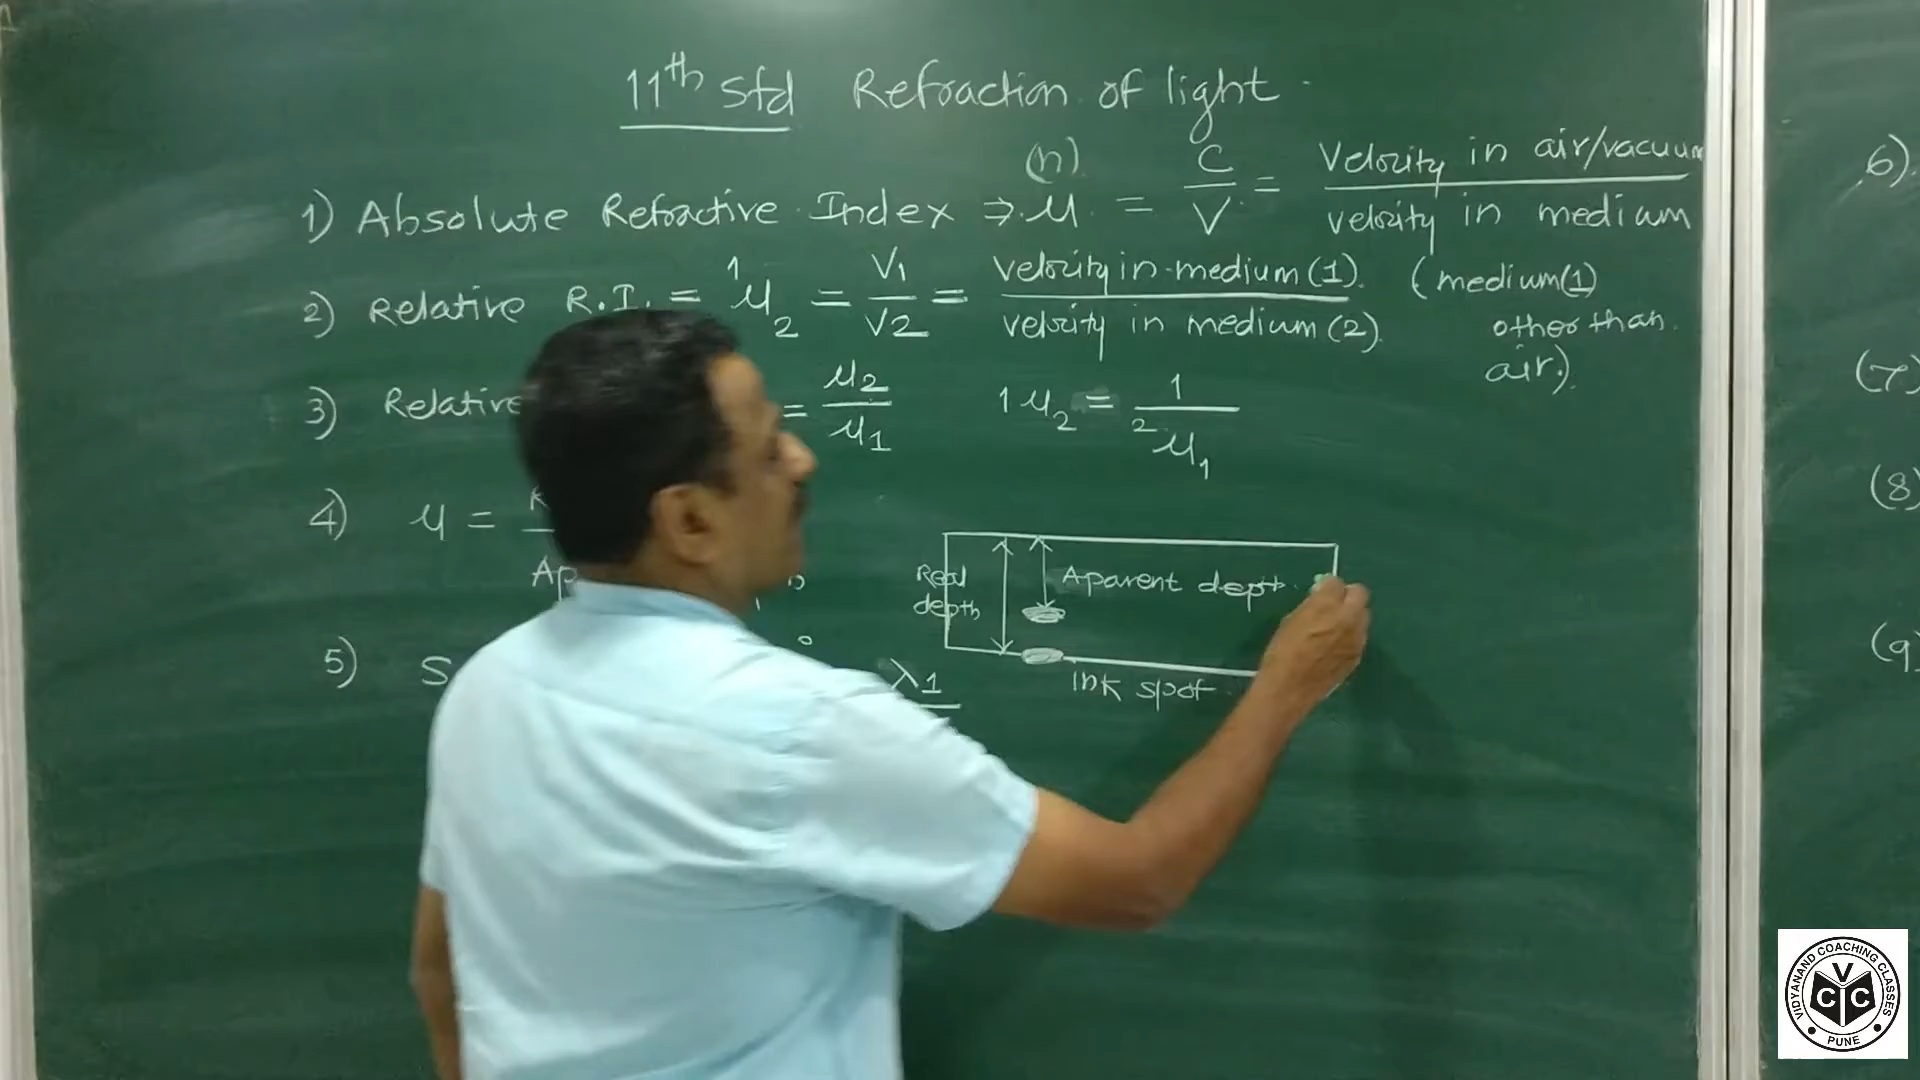 11th std Refraction of light
1) Absolute Refractive Index ⇒ μ (n) = C/V = Velocity in air/vacuum / velocity in medium
2) Relative R.I. = 1μ2 = V1/V2 = velocity in medium (1). / velocity in medium (2). (medium (1) other than air).
3) Relative = μ2/μ1 1μ2 = 1/2μ1
4) μ =
Real depth
Aparent depth
Ink spot
5) S λ1
6).
(7)
(8)
(9)
VIDYANAND COACHING CLASSES
V
C C
PUNE